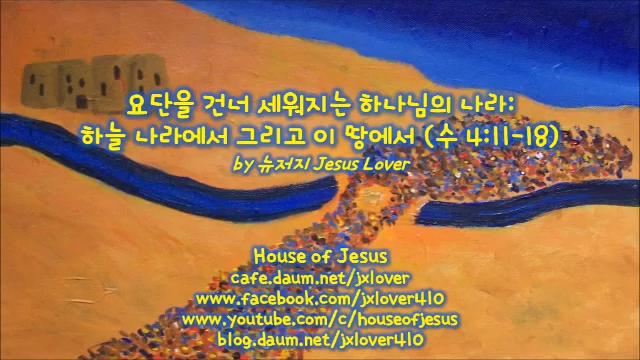 요단을 건너 세워지는 하나님의 나라:
하늘 나라에서 그리고 이 땅에서 (수 4:11-18)
by 뉴저지 Jesus Lover
House of Jesus
cafe.daum.net/jxlover
www.facebook.com/jxlover410
www.youtube.com/c/houseofjesus
blog.daum.net/jxlover410